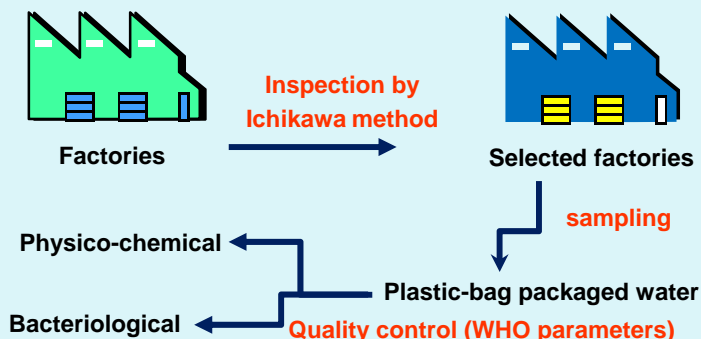 Inspection by
Ichikawa method
Factories
Selected factories
sampling
Physico-chemical
Plastic-bag packaged water
Bacteriological
Quality control (WHO parameters)